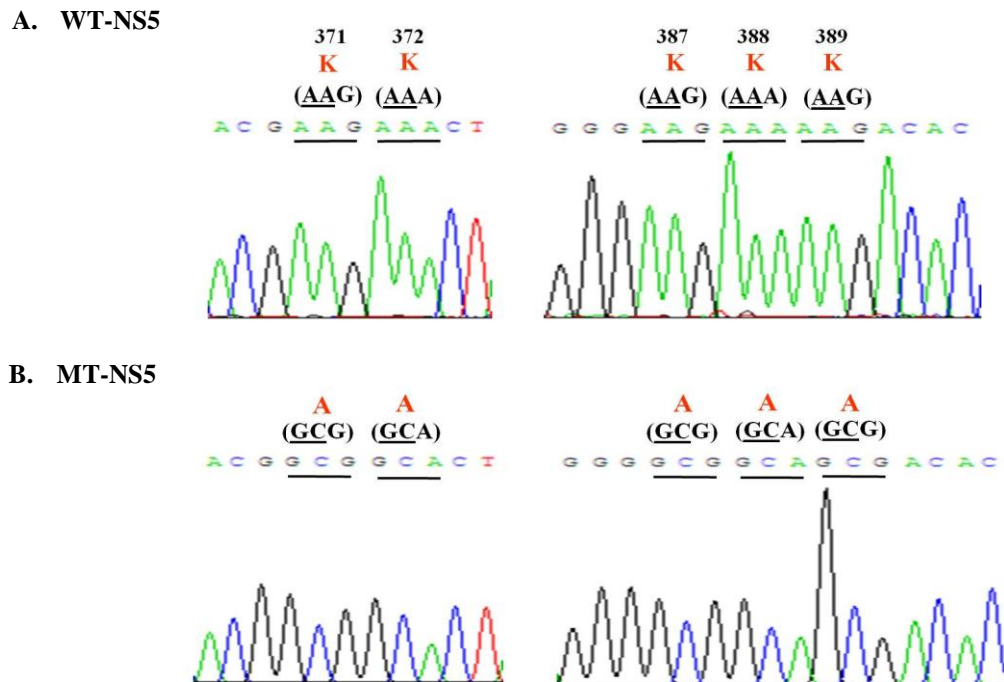 A. WT-NS5
371 372 387 388 389
K K K K K
(AAG) (AAA) (AAG) (AAA) (AAG)
A C G A A G A A A C T G G G A A G A A A A A G A C A C
B. MT-NS5
A A A A A
(GCG) (GCA) (GCG) (GCA) (GCG)
A C G G C G G C A C T G G G G C G G C A G C G A C A C